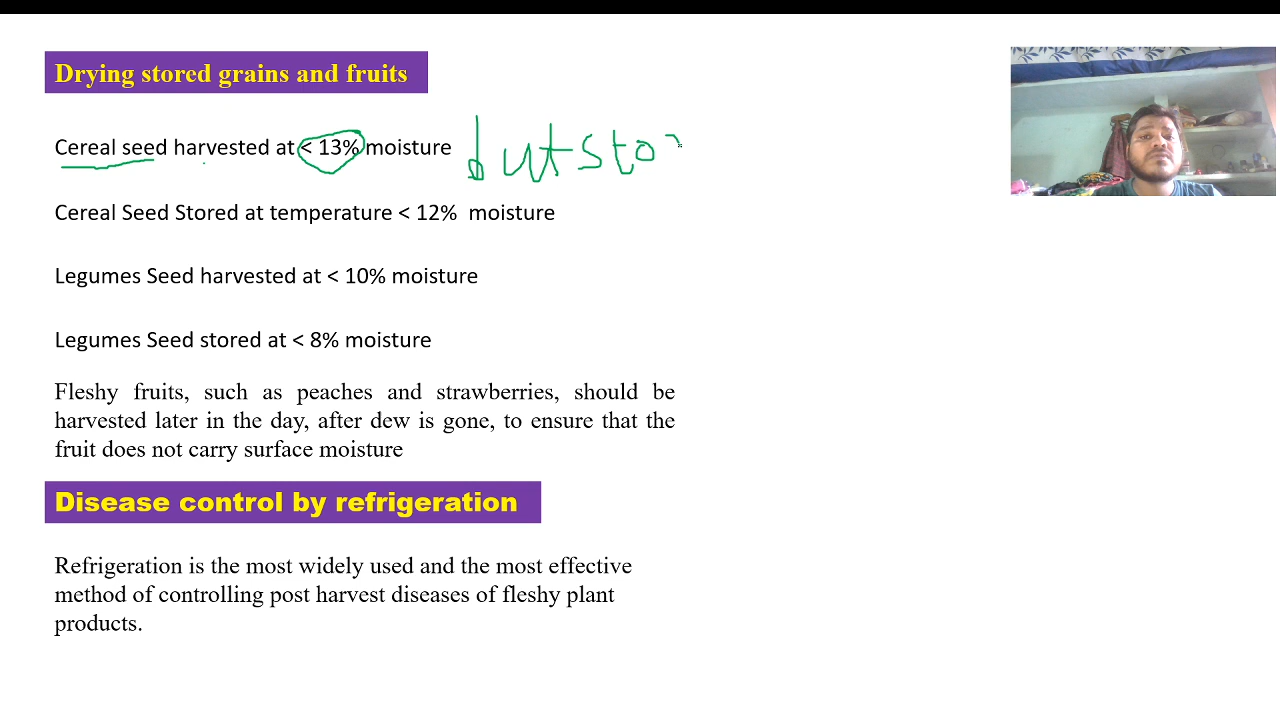 Drying stored grains and fruits
Cereal seed harvested at < 13% moisture but sto
Cereal Seed Stored at temperature < 12% moisture
Legumes Seed harvested at < 10% moisture
Legumes Seed stored at < 8% moisture
Fleshy fruits, such as peaches and strawberries, should be
harvested later in the day, after dew is gone, to ensure that the
fruit does not carry surface moisture
Disease control by refrigeration
Refrigeration is the most widely used and the most effective
method of controlling post harvest diseases of fleshy plant
products.